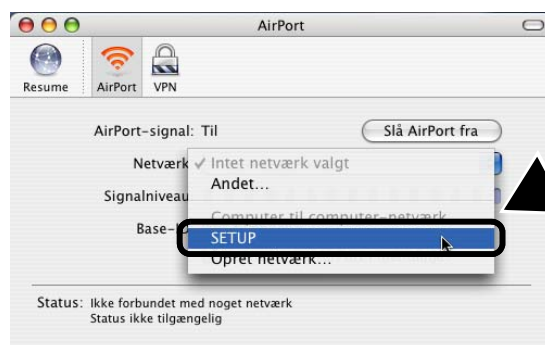 AirPort
Resume AirPort VPN
AirPort-signal: Til Slå AirPort fra
Netværk ✓ Intet netværk valgt
Andet...
Signalniveau
Computer til computer-netværk
Base-ID
SETUP
Opret netværk...
Status: Ikke forbundet med noget netværk
Status ikke tilgængelig